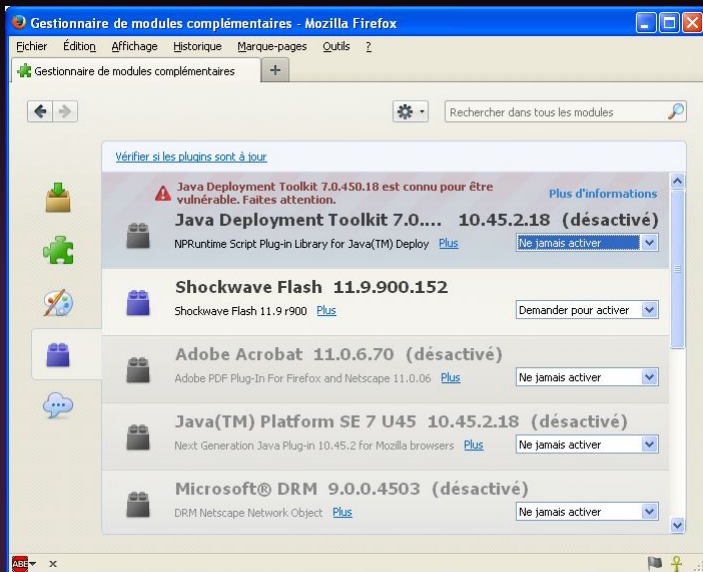 Gestionnaire de modules complémentaires - Mozilla Firefox
Fichier Édition Affichage Historique Marque-pages Outils ?
Gestionnaire de modules complémentaires
Rechercher dans tous les modules
Vérifier si les plugins sont à jour
Java Deployment Toolkit 7.0.450.18 est connu pour être
vulnérable. Faites attention.
Plus d'informations
Java Deployment Toolkit 7.0.... 10.45.2.18 (désactivé)
NPRuntime Script Plug-in Library for Java(TM) Deploy Plus
Ne jamais activer
Shockwave Flash 11.9.900.152
Shockwave Flash 11.9 r900 Plus
Demander pour activer
Adobe Acrobat 11.0.6.70 (désactivé)
Adobe PDF Plug-In For Firefox and Netscape 11.0.06 Plus
Ne jamais activer
Java(TM) Platform SE 7 U45 10.45.2.18 (désactivé)
Next Generation Java Plug-in 10.45.2 for Mozilla browsers Plus
Ne jamais activer
Microsoft® DRM 9.0.0.4503 (désactivé)
DRM Netscape Network Object Plus
Ne jamais activer
ABE